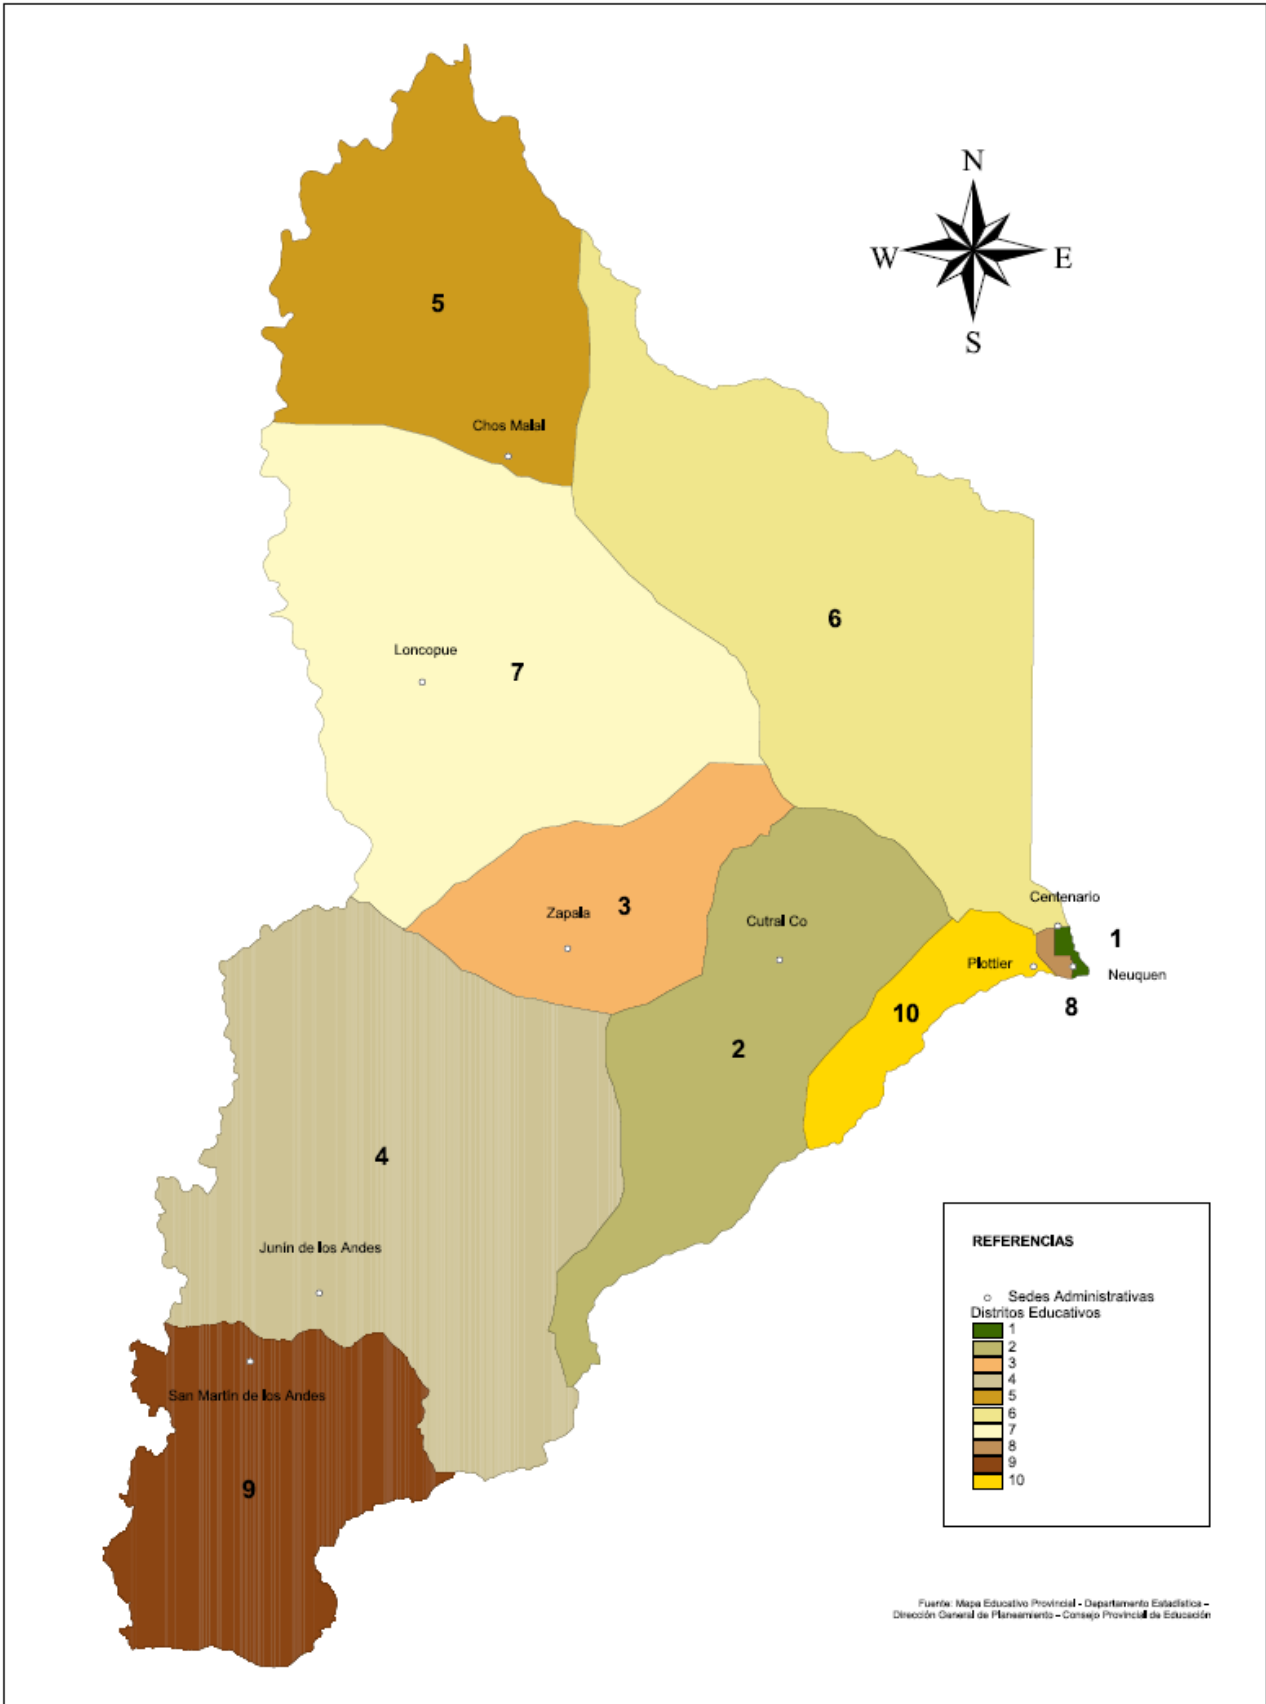 N
W
E
S
5
Chos Malal
6
Loncopue
7
Centenario
Zapala
3
Cutral Co
1
Plottier
Neuquen
8
10
2
4
Junín de los Andes
San Martín de los Andes
9
REFERENCIAS
Sedes Administrativas
Distritos Educativos
1
2
3
4
5
6
7
8
9
10
Fuente: Mapa Educativo Provincial - Departamento Estadística –
Dirección General de Planeamiento – Consejo Provincial de Educación